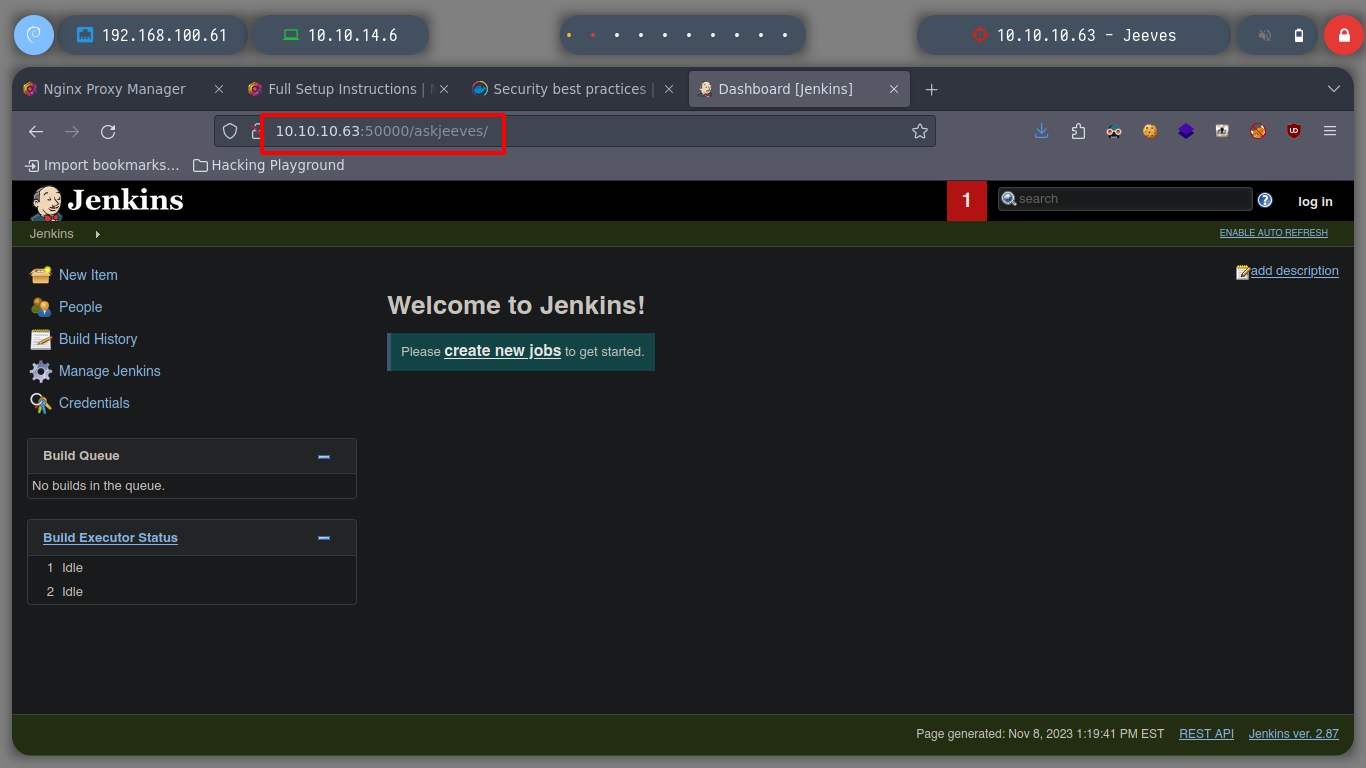 192.168.100.61 10.10.14.6 10.10.10.63 - Jeeves
Nginx Proxy Manager Full Setup Instructions | N Security best practices | Dashboard [Jenkins]
10.10.10.63:50000/askjeeves/
Import bookmarks... Hacking Playground
Jenkins 1 search log in
Jenkins ENABLE AUTO REFRESH
New Item add description
People
Build History
Manage Jenkins
Credentials
Welcome to Jenkins!
Please create new jobs to get started.
Build Queue
No builds in the queue.
Build Executor Status
1 Idle
2 Idle
Page generated: Nov 8, 2023 1:19:41 PM EST REST API Jenkins ver. 2.87